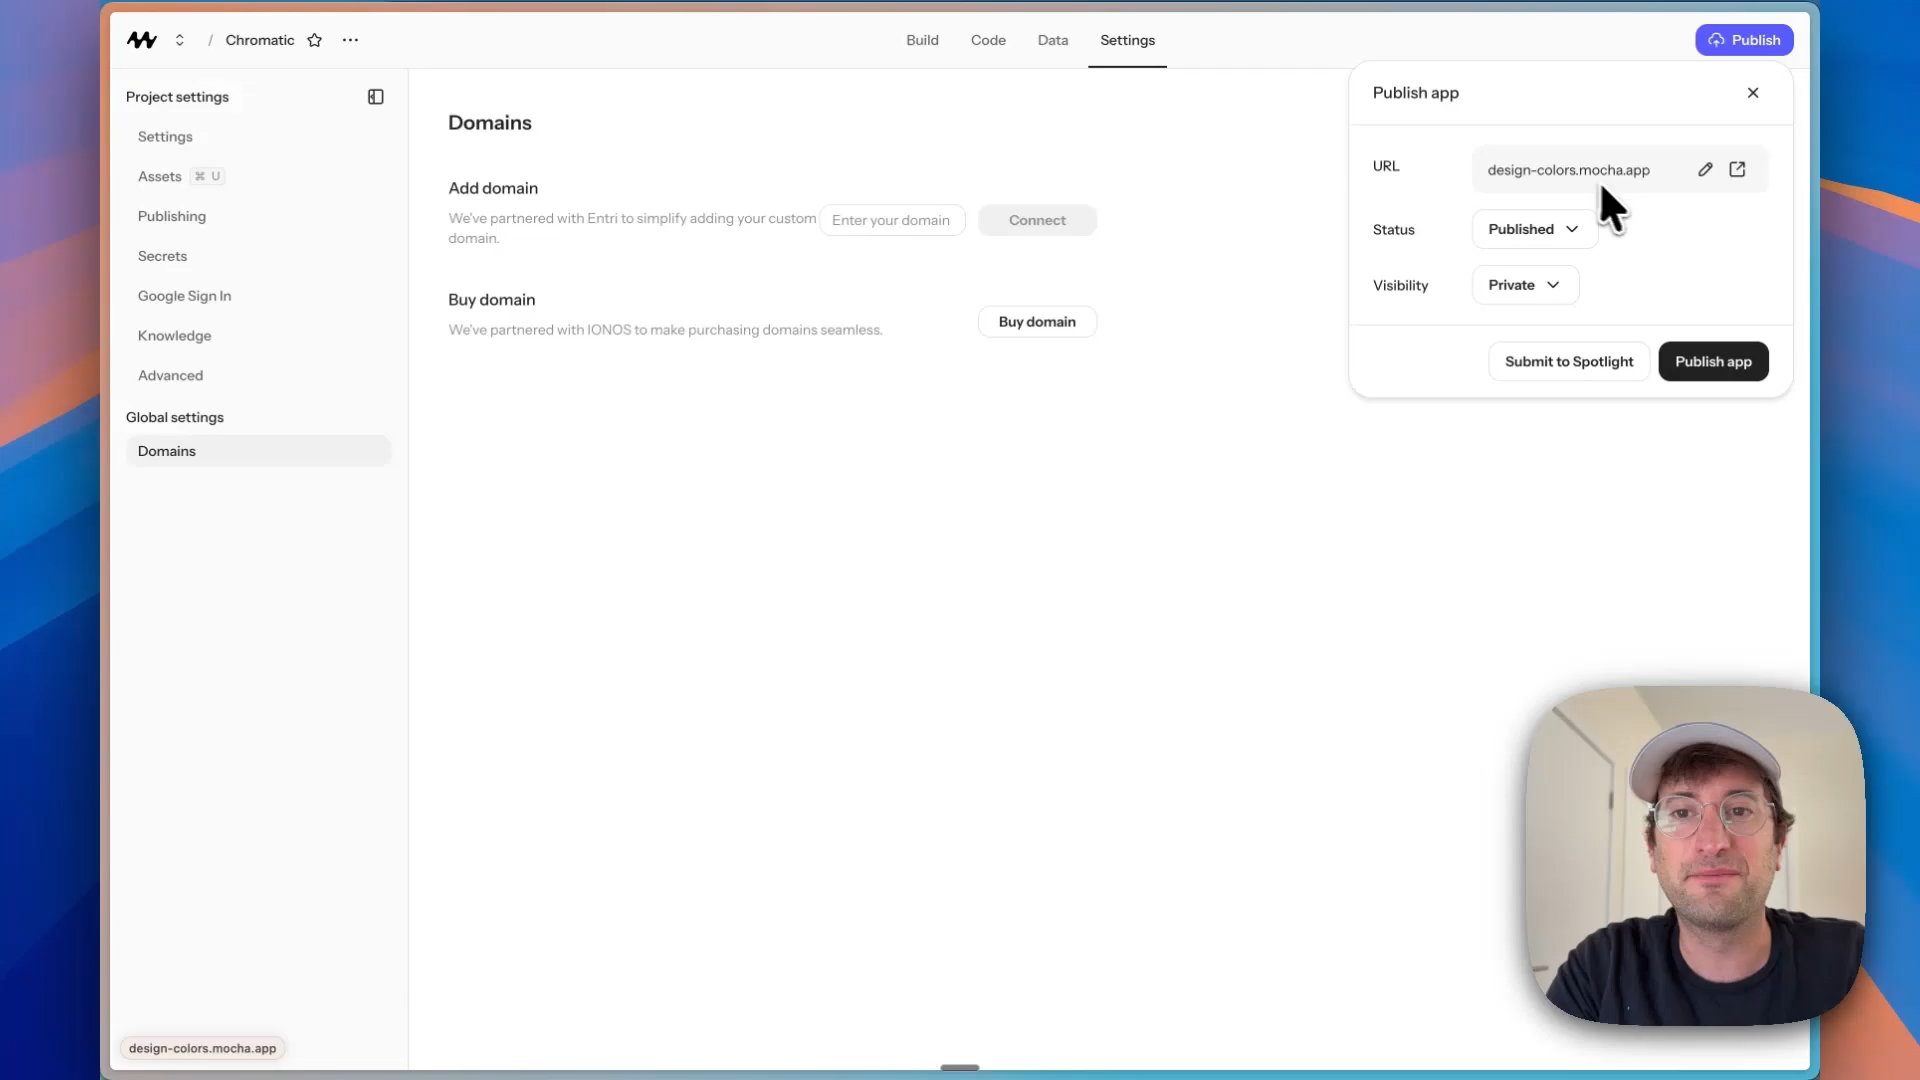 / Chromatic
Build
Code
Data
Settings
Publish
Project settings
Settings
Assets ⌘ U
Publishing
Secrets
Google Sign In
Knowledge
Advanced
Global settings
Domains
design-colors.mocha.app
Domains
Add domain
We've partnered with Entri to simplify adding your custom
domain.
Enter your domain
Connect
Buy domain
We've partnered with IONOS to make purchasing domains seamless.
Buy domain
Publish app
URL
design-colors.mocha.app
Status
Published
Visibility
Private
Submit to Spotlight
Publish app